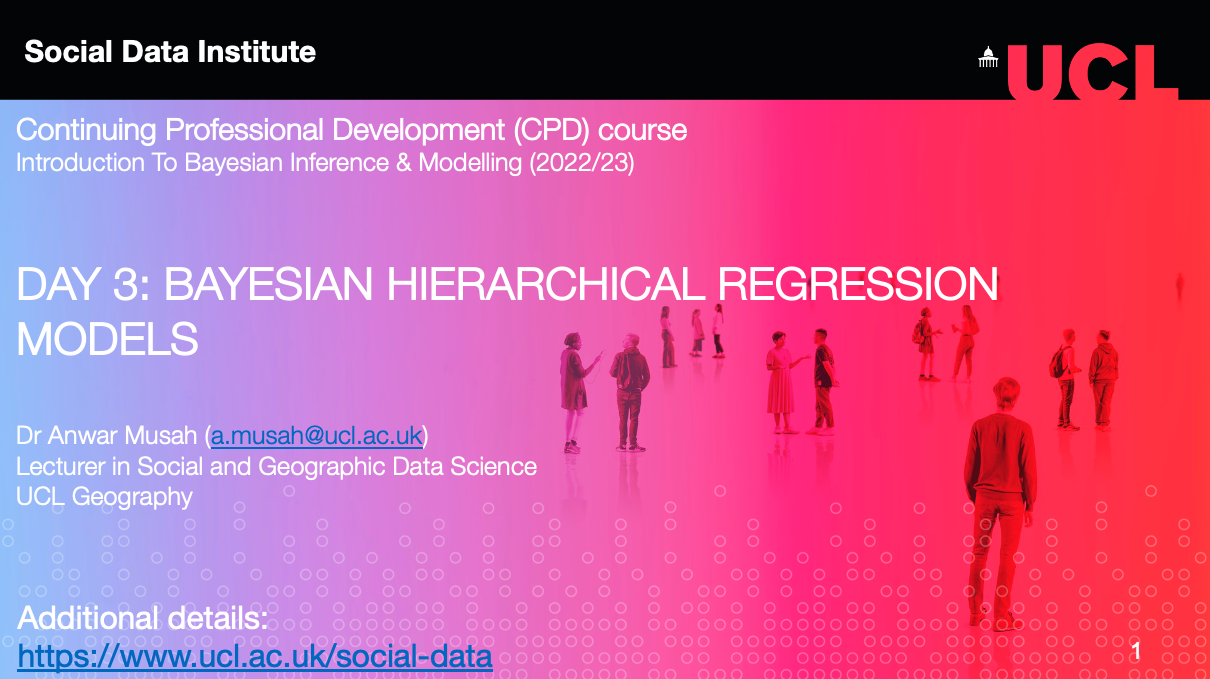 Social Data Institute
UCL
Continuing Professional Development (CPD) course
Introduction To Bayesian Inference & Modelling (2022/23)
DAY 3: BAYESIAN HIERARCHICAL REGRESSION
MODELS
Dr Anwar Musah (a.musah@ucl.ac.uk)
Lecturer in Social and Geographic Data Science
UCL Geography
Additional details:
https://www.ucl.ac.uk/social-data
1